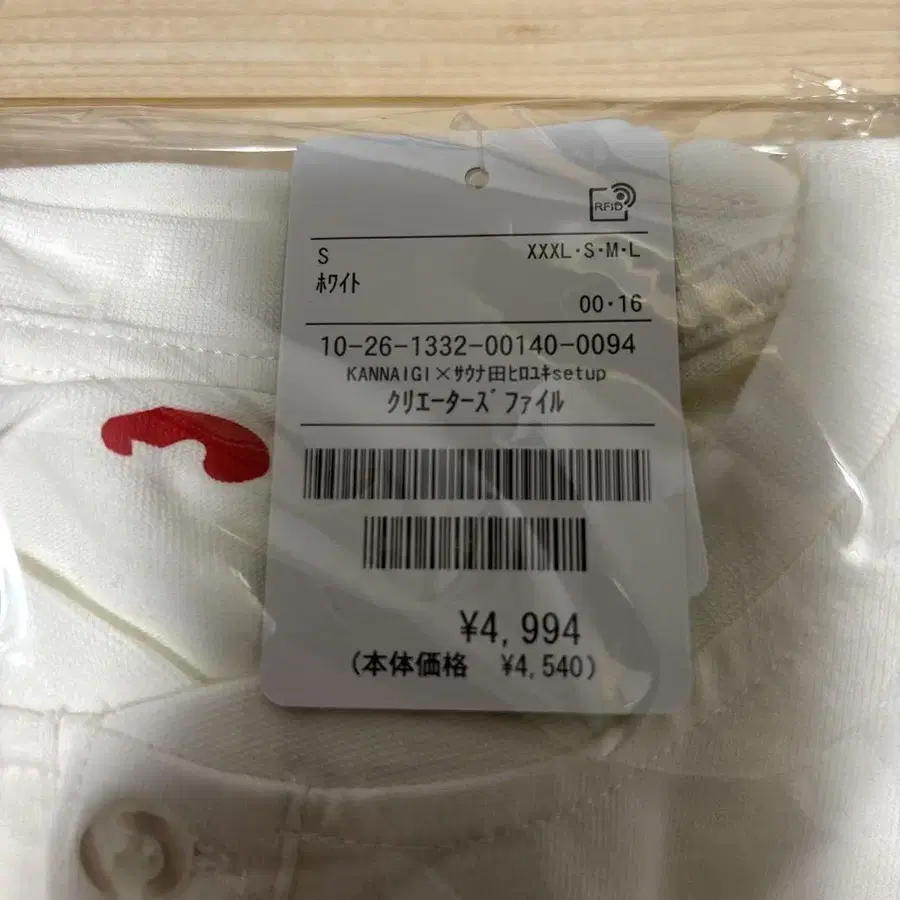 RFID
S XXXL・S・M・L
ホワイト
00・16
10-26-1332-00140-0094
KANNAIGI×サウナ田ヒロユキsetup
クリエーターズファイル
¥4,994
(本体価格 ¥4,540)